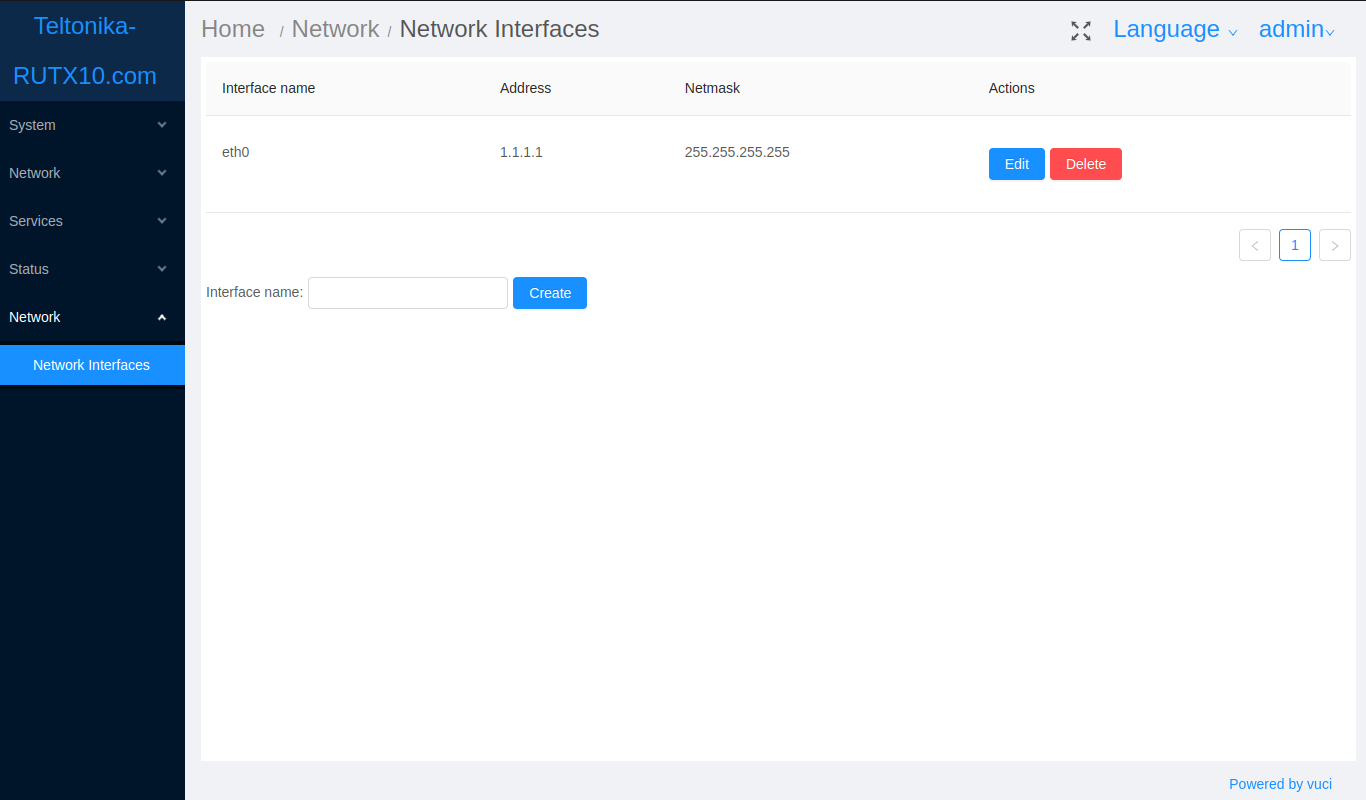 Teltonika-
RUTX10.com
System
Network
Services
Status
Network
Network Interfaces
Home / Network / Network Interfaces
Language admin
Interface name Address Netmask Actions
eth0 1.1.1.1 255.255.255.255 Edit Delete
< 1 >
Interface name: Create
Powered by vuci